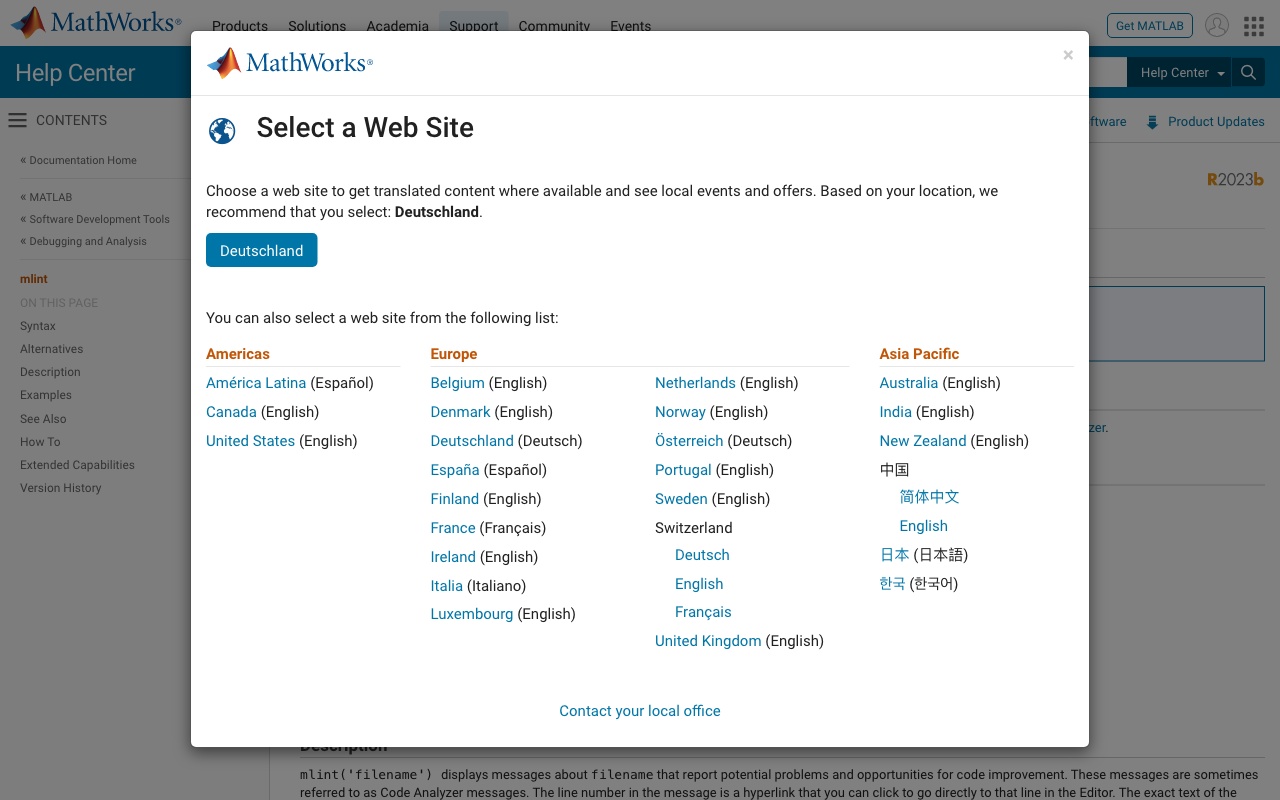 MathWorks®
Products Solutions Academia Support Community Events
Get MATLAB
Help Center
Help Center
CONTENTS
« Documentation Home
« MATLAB
« Software Development Tools
« Debugging and Analysis
mlint
ON THIS PAGE
Syntax
Alternatives
Description
Examples
See Also
How To
Extended Capabilities
Version History
ftware
Product Updates
R2023b
zer.
MathWorks®
×
Select a Web Site
Choose a web site to get translated content where available and see local events and offers. Based on your location, we
recommend that you select: Deutschland.
Deutschland
You can also select a web site from the following list:
Americas
América Latina (Español)
Canada (English)
United States (English)
Europe
Belgium (English)
Denmark (English)
Deutschland (Deutsch)
España (Español)
Finland (English)
France (Français)
Ireland (English)
Italia (Italiano)
Luxembourg (English)
Netherlands (English)
Norway (English)
Österreich (Deutsch)
Portugal (English)
Sweden (English)
Switzerland
Deutsch
English
Français
United Kingdom (English)
Asia Pacific
Australia (English)
India (English)
New Zealand (English)
中国
简体中文
English
日本 (日本語)
한국 (한국어)
Contact your local office
Description
mlint('filename') displays messages about filename that report potential problems and opportunities for code improvement. These messages are sometimes
referred to as Code Analyzer messages. The line number in the message is a hyperlink that you can click to go directly to that line in the Editor. The exact text of the